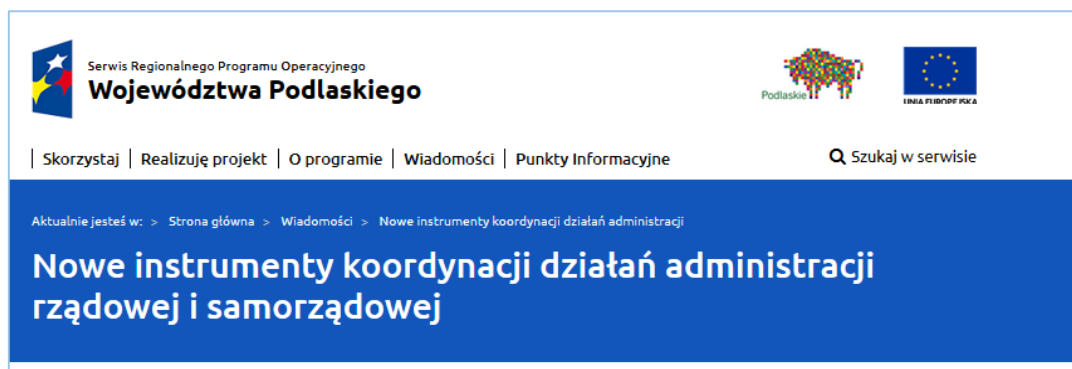 Serwis Regionalnego Programu Operacyjnego
Województwa Podlaskiego
Podlaskie
UNIA EUROPEJSKA
Skorzystaj | Realizuję projekt | O programie | Wiadomości | Punkty Informacyjne
Szukaj w serwisie
Aktualnie jesteś w: > Strona główna > Wiadomości > Nowe instrumenty koordynacji działań administracji
Nowe instrumenty koordynacji działań administracji
rządowej i samorządowej